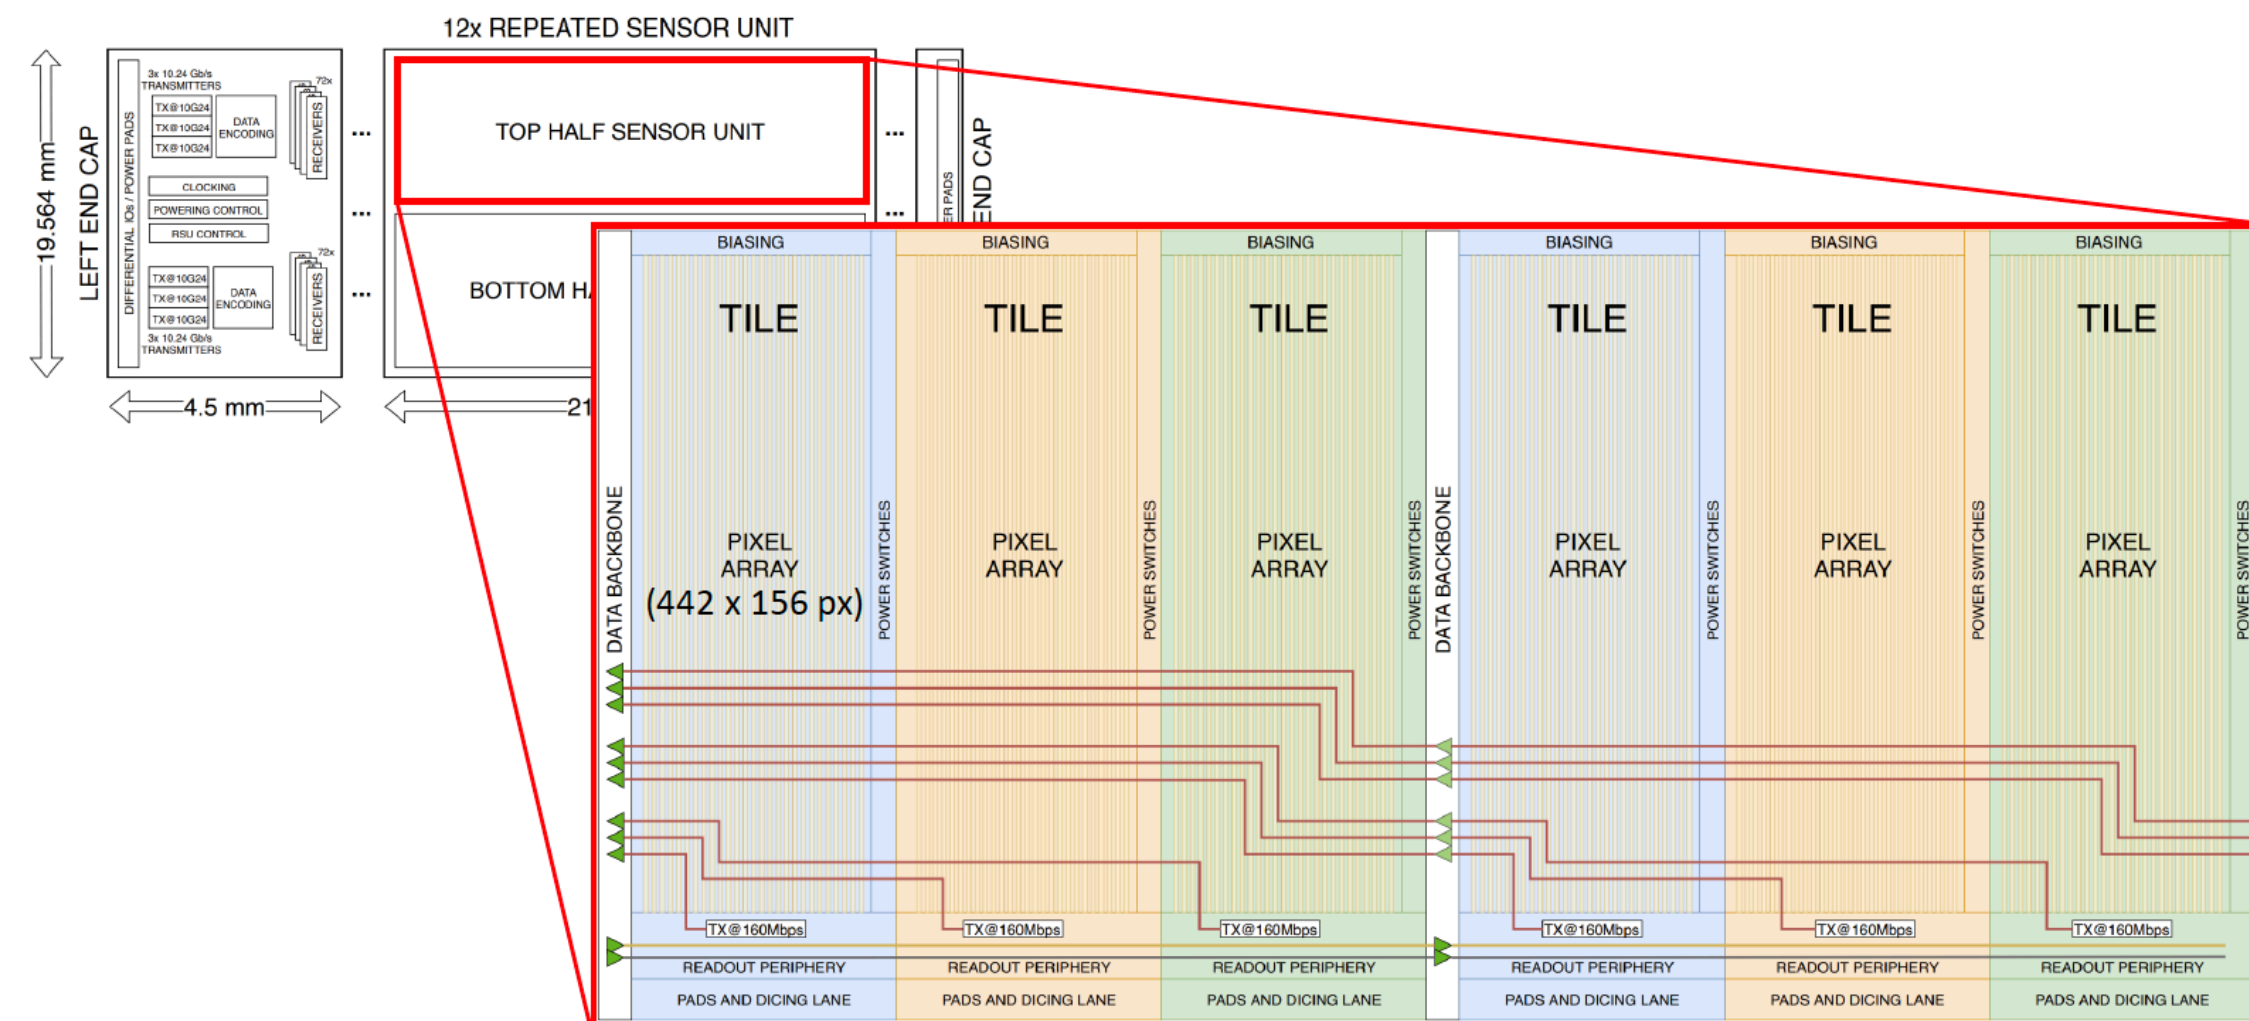 12x REPEATED SENSOR UNIT
19.564 mm
LEFT END CAP
DIFFERENTIAL IOs / POWER PADS
3x 10.24 Gb/s
TRANSMITTERS
TX@10G24
TX@10G24
TX@10G24
DATA
ENCODING
72x
RECEIVERS
CLOCKING
POWERING CONTROL
RSU CONTROL
72x
TX@10G24
TX@10G24
TX@10G24
DATA
ENCODING
RECEIVERS
3x 10.24 Gb/s
TRANSMITTERS
4.5 mm
...
...
...
TOP HALF SENSOR UNIT
BOTTOM HA
21
...
...
ER PADS
END CAP
DATA BACKBONE
BIASING
TILE
PIXEL
ARRAY
(442 x 156 px)
POWER SWITCHES
TX@160Mbps
READOUT PERIPHERY
PADS AND DICING LANE
BIASING
TILE
PIXEL
ARRAY
POWER SWITCHES
TX@160Mbps
READOUT PERIPHERY
PADS AND DICING LANE
BIASING
TILE
PIXEL
ARRAY
POWER SWITCHES
TX@160Mbps
READOUT PERIPHERY
PADS AND DICING LANE
DATA BACKBONE
BIASING
TILE
PIXEL
ARRAY
POWER SWITCHES
TX@160Mbps
READOUT PERIPHERY
PADS AND DICING LANE
BIASING
TILE
PIXEL
ARRAY
POWER SWITCHES
TX@160Mbps
READOUT PERIPHERY
PADS AND DICING LANE
BIASING
TILE
PIXEL
ARRAY
POWER SWITCHES
TX@160Mbps
READOUT PERIPHERY
PADS AND DICING LANE